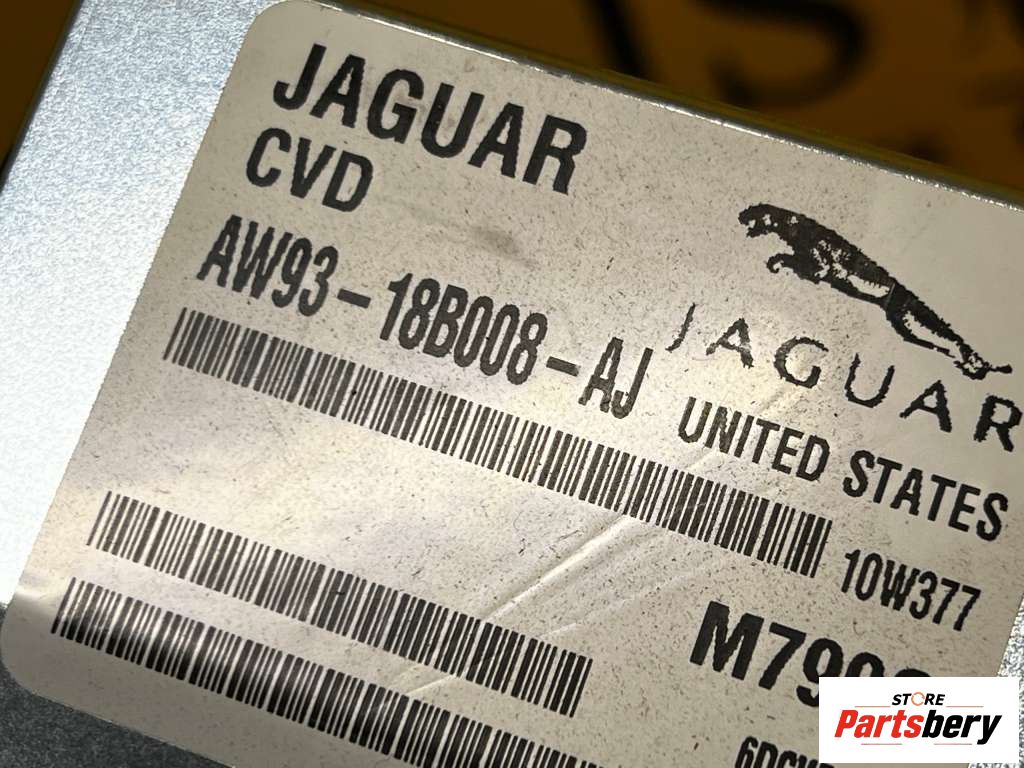 JAGUAR
CVD
AW93-18B008-AJ
JAGUAR
UNITED STATES
10W377
STORE
Partsbery